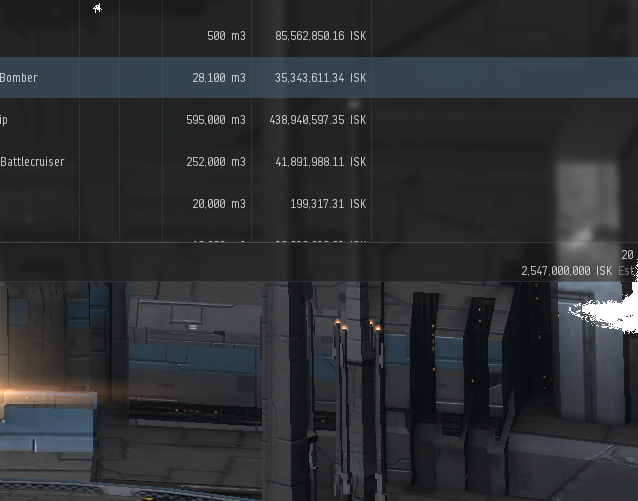 500 m3 85,562,850.16 ISK
Bomber 28,100 m3 35,343,611.34 ISK
ip 595,000 m3 438,940,597.35 ISK
Battlecruiser 252,000 m3 41,891,988.11 ISK
20,000 m3 199,317.31 ISK
20
2,547,000,000 ISK Est